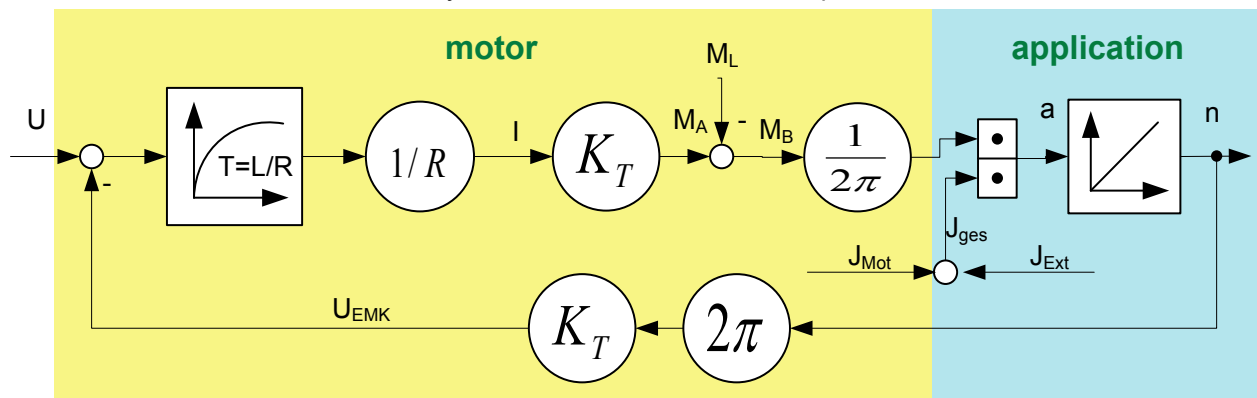 motor
application
U
-
T=L/R
1/R
I
K_T
M_A
M_L
-
M_B
1/2π
a
n
J_ges
J_Mot
J_Ext
U_EMK
K_T
2π